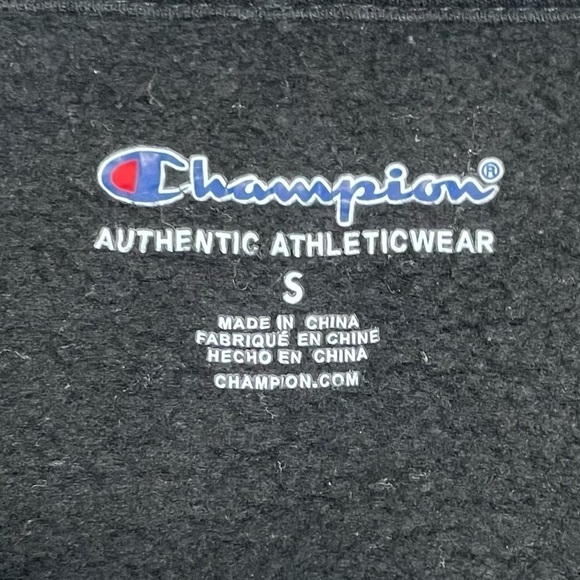 Champion®
AUTHENTIC ATHLETICWEAR
S
MADE IN CHINA
FABRIQUÉ EN CHINE
HECHO EN CHINA
CHAMPION.COM